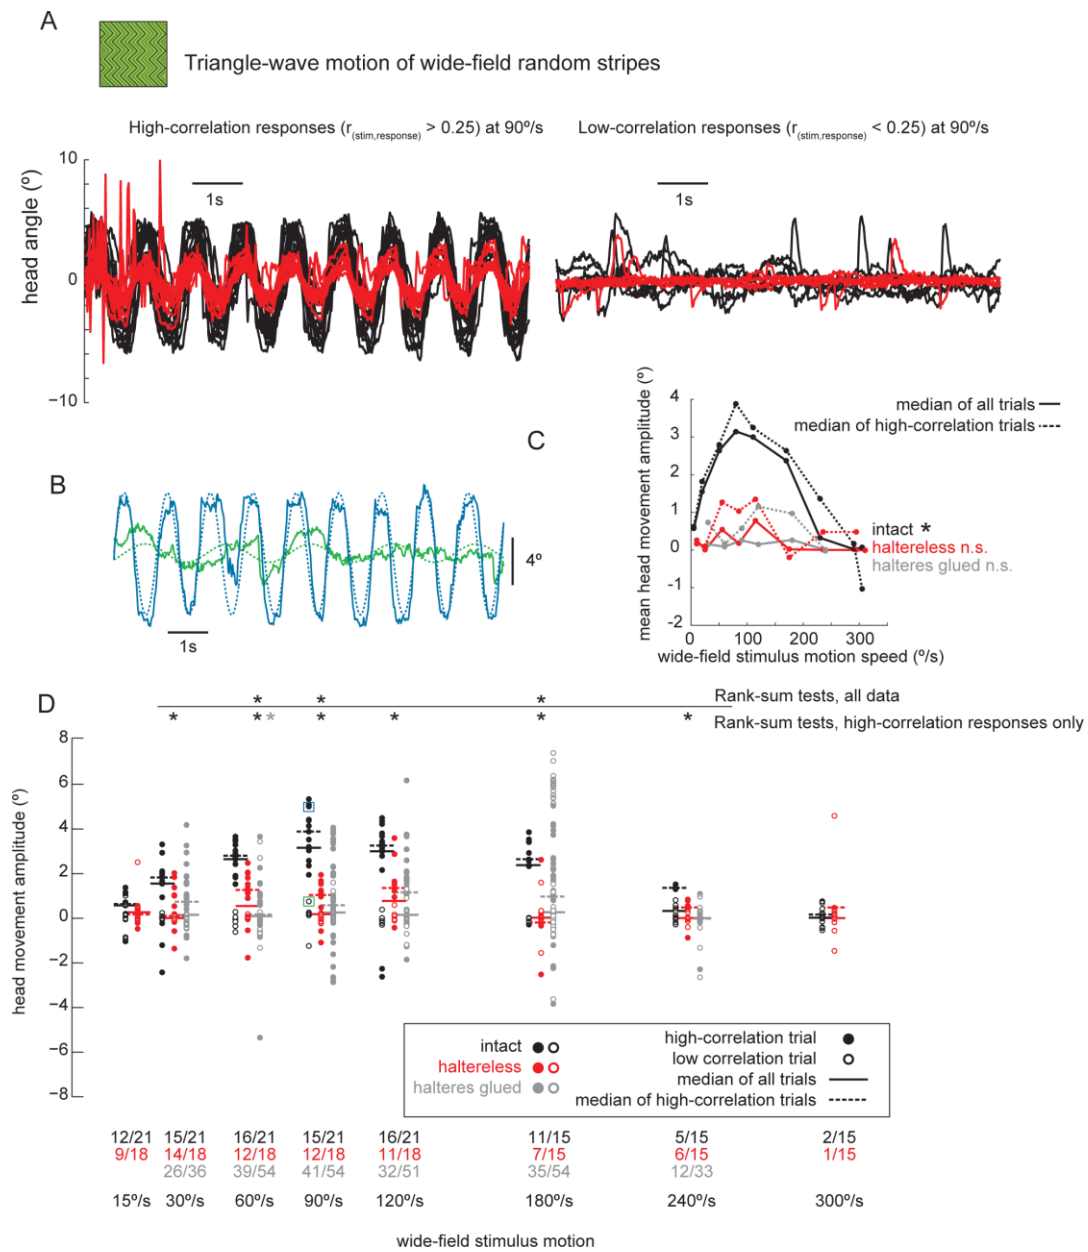 A
Triangle-wave motion of wide-field random stripes
High-correlation responses (r(stim,response) > 0.25) at 90º/s
Low-correlation responses (r(stim,response) < 0.25) at 90º/s
head angle (º)
10
0
−10
1s
1s
B
4º
1s
C
mean head movement amplitude (º)
4
3
2
1
0
-1
-2
0
100
200
300
wide-field stimulus motion speed (º/s)
median of all trials
median of high-correlation trials
intact *
haltereless n.s.
halteres glued n.s.
D
* * *
Rank-sum tests, all data
* * * * * * *
Rank-sum tests, high-correlation responses only
head movement amplitude (º)
8
6
4
2
0
−2
−4
−6
−8
intact
haltereless
halteres glued
high-correlation trial
low correlation trial
median of all trials
median of high-correlation trials
12/21 15/21 16/21 15/21 16/21 11/15 5/15 2/15
9/18 14/18 12/18 12/18 11/18 7/15 6/15 1/15
26/36 39/54 41/54 32/51 35/54 12/33
15º/s 30º/s 60º/s 90º/s 120º/s 180º/s 240º/s 300º/s
wide-field stimulus motion